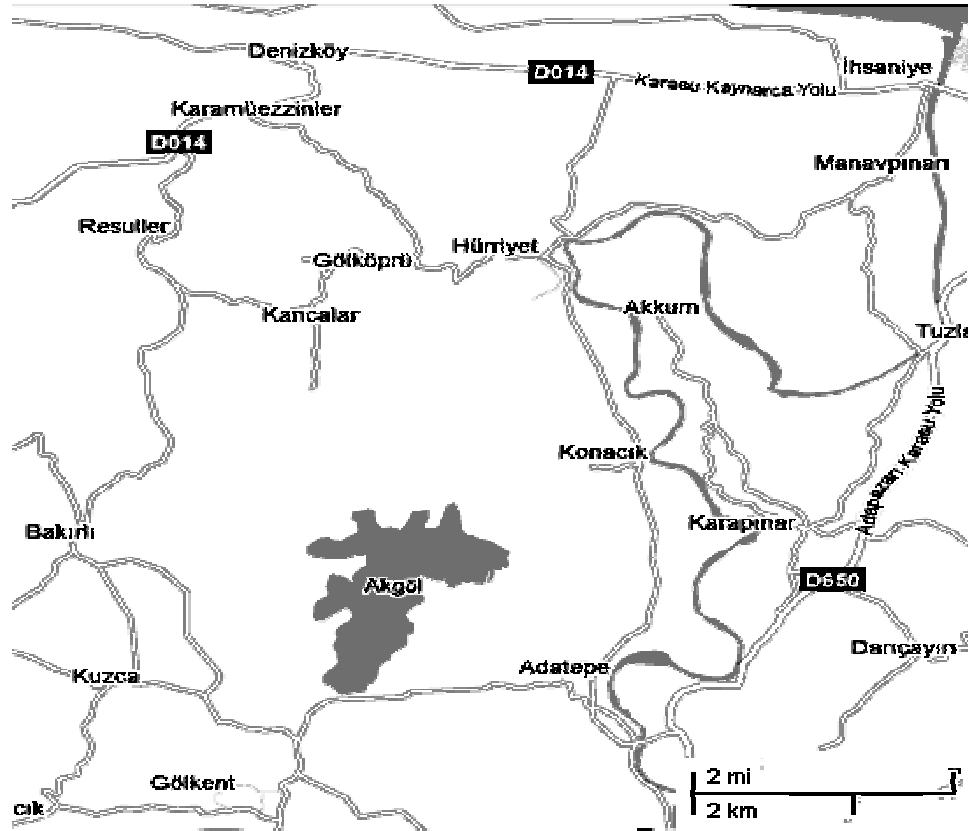 Denizköy
D014
Karasu Kaynarca Yolu
İhsaniye
Karamüezzinler
D014
Manavpınarı
Resuller
Gölköprü
Hürriyet
Kancalar
Akkum
Tuzla
Konacık
Adapazarı Karasu Yolu
Bakırlı
Karapınar
D650
Akgöl
Dançayırı
Kuzca
Adatepe
Gölkent
cık
2 mi
2 km